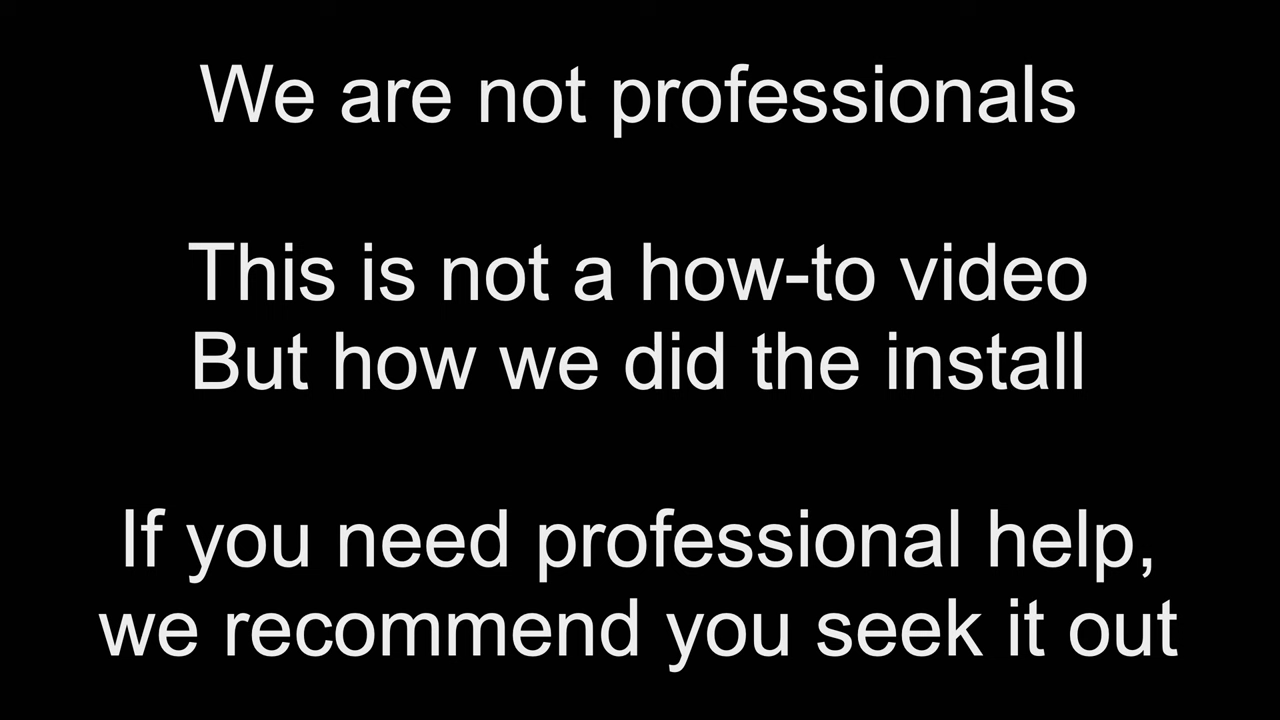 We are not professionals
This is not a how-to video
But how we did the install
If you need professional help,
we recommend you seek it out